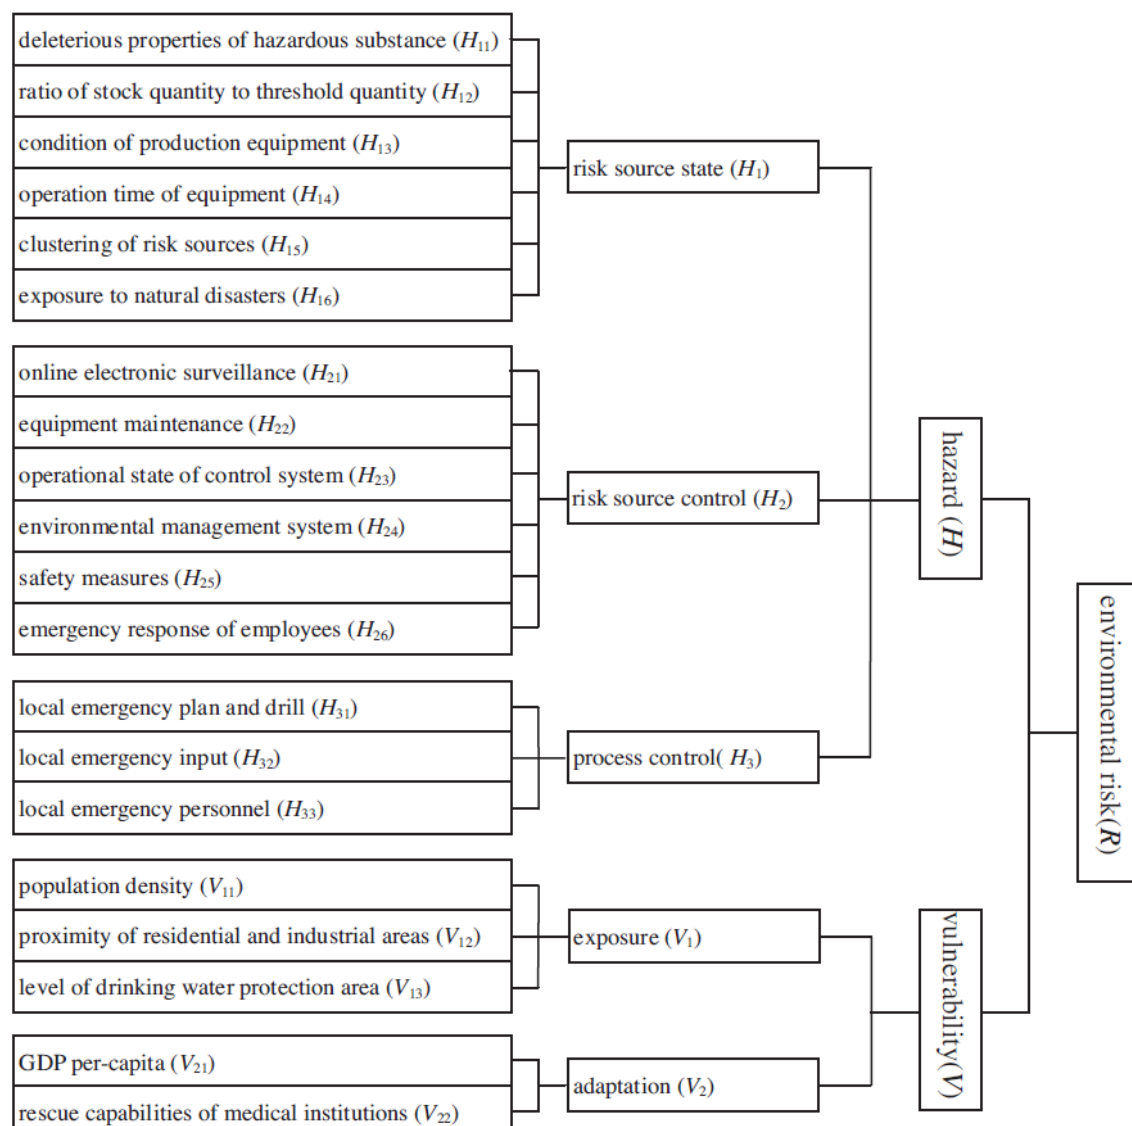 deleterious properties of hazardous substance (H11)
ratio of stock quantity to threshold quantity (H12)
condition of production equipment (H13)
operation time of equipment (H14)
clustering of risk sources (H15)
exposure to natural disasters (H16)
risk source state (H1)
online electronic surveillance (H21)
equipment maintenance (H22)
operational state of control system (H23)
environmental management system (H24)
safety measures (H25)
emergency response of employees (H26)
risk source control (H2)
local emergency plan and drill (H31)
local emergency input (H32)
local emergency personnel (H33)
process control( H3)
hazard (H)
population density (V11)
proximity of residential and industrial areas (V12)
level of drinking water protection area (V13)
exposure (V1)
GDP per-capita (V21)
rescue capabilities of medical institutions (V22)
adaptation (V2)
vulnerability(V)
environmental risk(R)